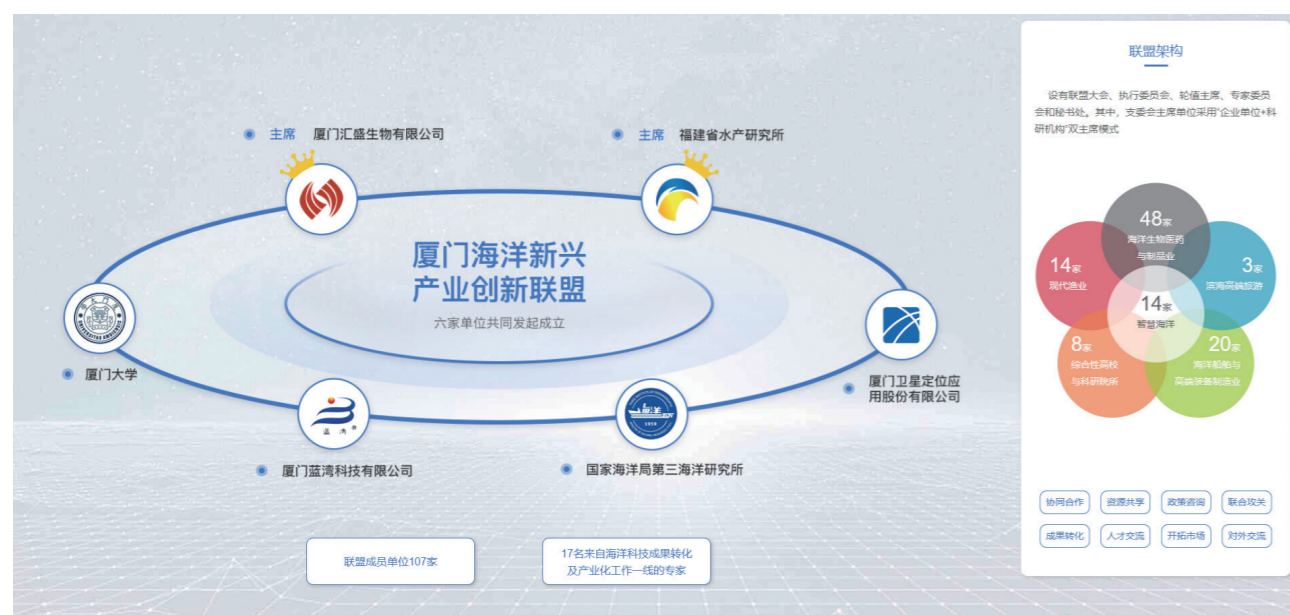 主席 厦门汇盛生物有限公司
主席 福建省水产研究所
厦门海洋新兴
产业创新联盟
六家单位共同发起成立
厦门大学
厦门卫星定位应
用股份有限公司
蓝湾
1959
厦门蓝湾科技有限公司
国家海洋局第三海洋研究所
联盟成员单位107家
17名来自海洋科技成果转化
及产业化工作一线的专家
联盟架构
设有联盟大会、执行委员会、轮值主席、专家委员
会和秘书处。其中，支委会主席单位采用“企业单位+科
研机构”双主席模式
48家
海洋生物医药
与制品业
14家
现代渔业
3家
滨海高端旅游
14家
智慧海洋
8家
综合性高校
与科研院所
20家
海洋船舶与
高端装备制造业
协同合作
资源共享
政策咨询
联合攻关
成果转化
人才交流
开拓市场
对外交流